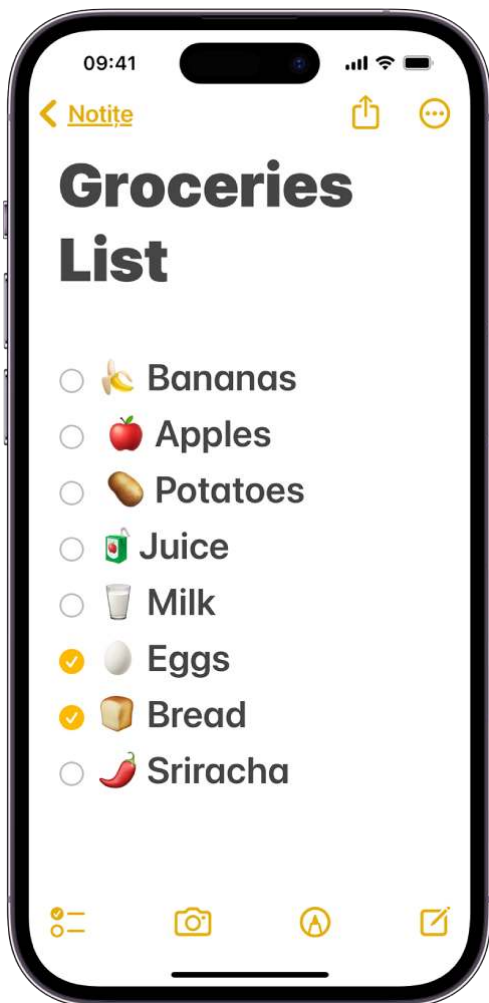 09:41
Notițe
Groceries
List
Bananas
Apples
Potatoes
Juice
Milk
Eggs
Bread
Sriracha